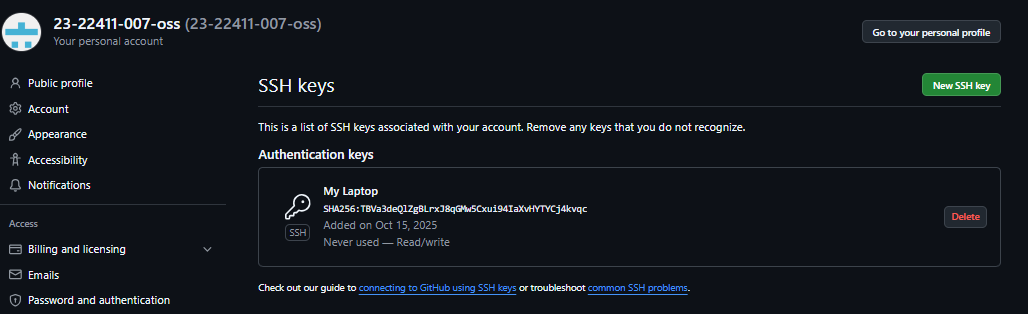 23-22411-007-oss (23-22411-007-oss)
Your personal account
Go to your personal profile
Public profile
Account
Appearance
Accessibility
Notifications
Access
Billing and licensing
Emails
Password and authentication
SSH keys
New SSH key
This is a list of SSH keys associated with your account. Remove any keys that you do not recognize.
Authentication keys
My Laptop
SHA256:TBVa3deQlZgBLrxJ8qGMw5Cxui94IaXvHYTYCj4kvqc
SSH
Added on Oct 15, 2025
Never used — Read/write
Delete
Check out our guide to connecting to GitHub using SSH keys or troubleshoot common SSH problems.